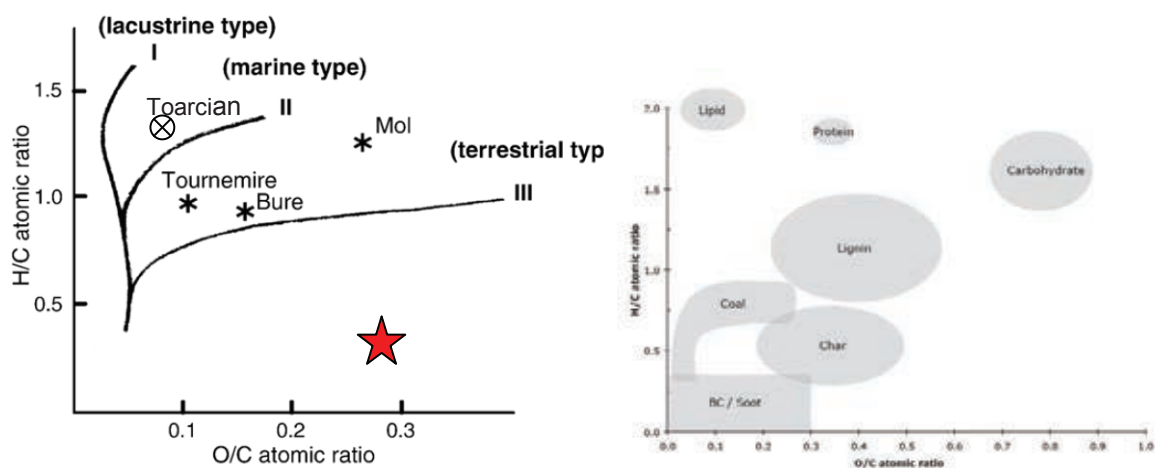 (lacustrine type)
I
(marine type)
1.5
Toarcian
II
Mol
(terrestrial typ
Tournemire
1.0
Bure
III
H/C atomic ratio
0.5
0.1
0.2
0.3
O/C atomic ratio
2.0
Lipid
Protein
Carbohydrate
1.5
Lignin
H/C atomic ratio
1.0
Coal
0.5
Char
BC / Soot
0.0
0.0 0.1 0.2 0.3 0.4 0.5 0.6 0.7 0.8 0.9 1.0
O/C atomic ratio